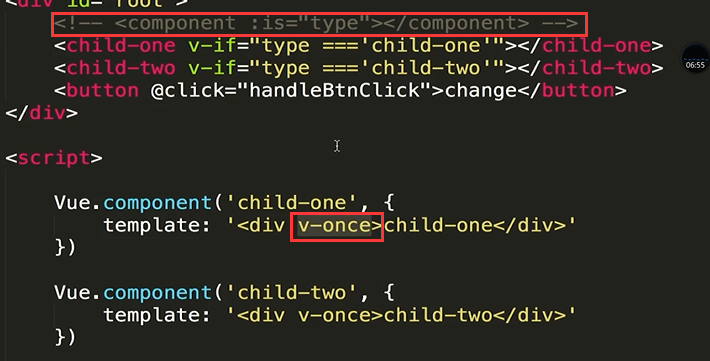 <div id="root">
<!-- <component :is="type"></component> -->
<child-one v-if="type ==='child-one'"></child-one>
<child-two v-if="type ==='child-two'"></child-two>
<button @click="handleBtnClick">change</button>
</div>
06:55
<script>
Vue.component('child-one', {
template: '<div v-once>child-one</div>'
})
Vue.component('child-two', {
template: '<div v-once>child-two</div>'
})